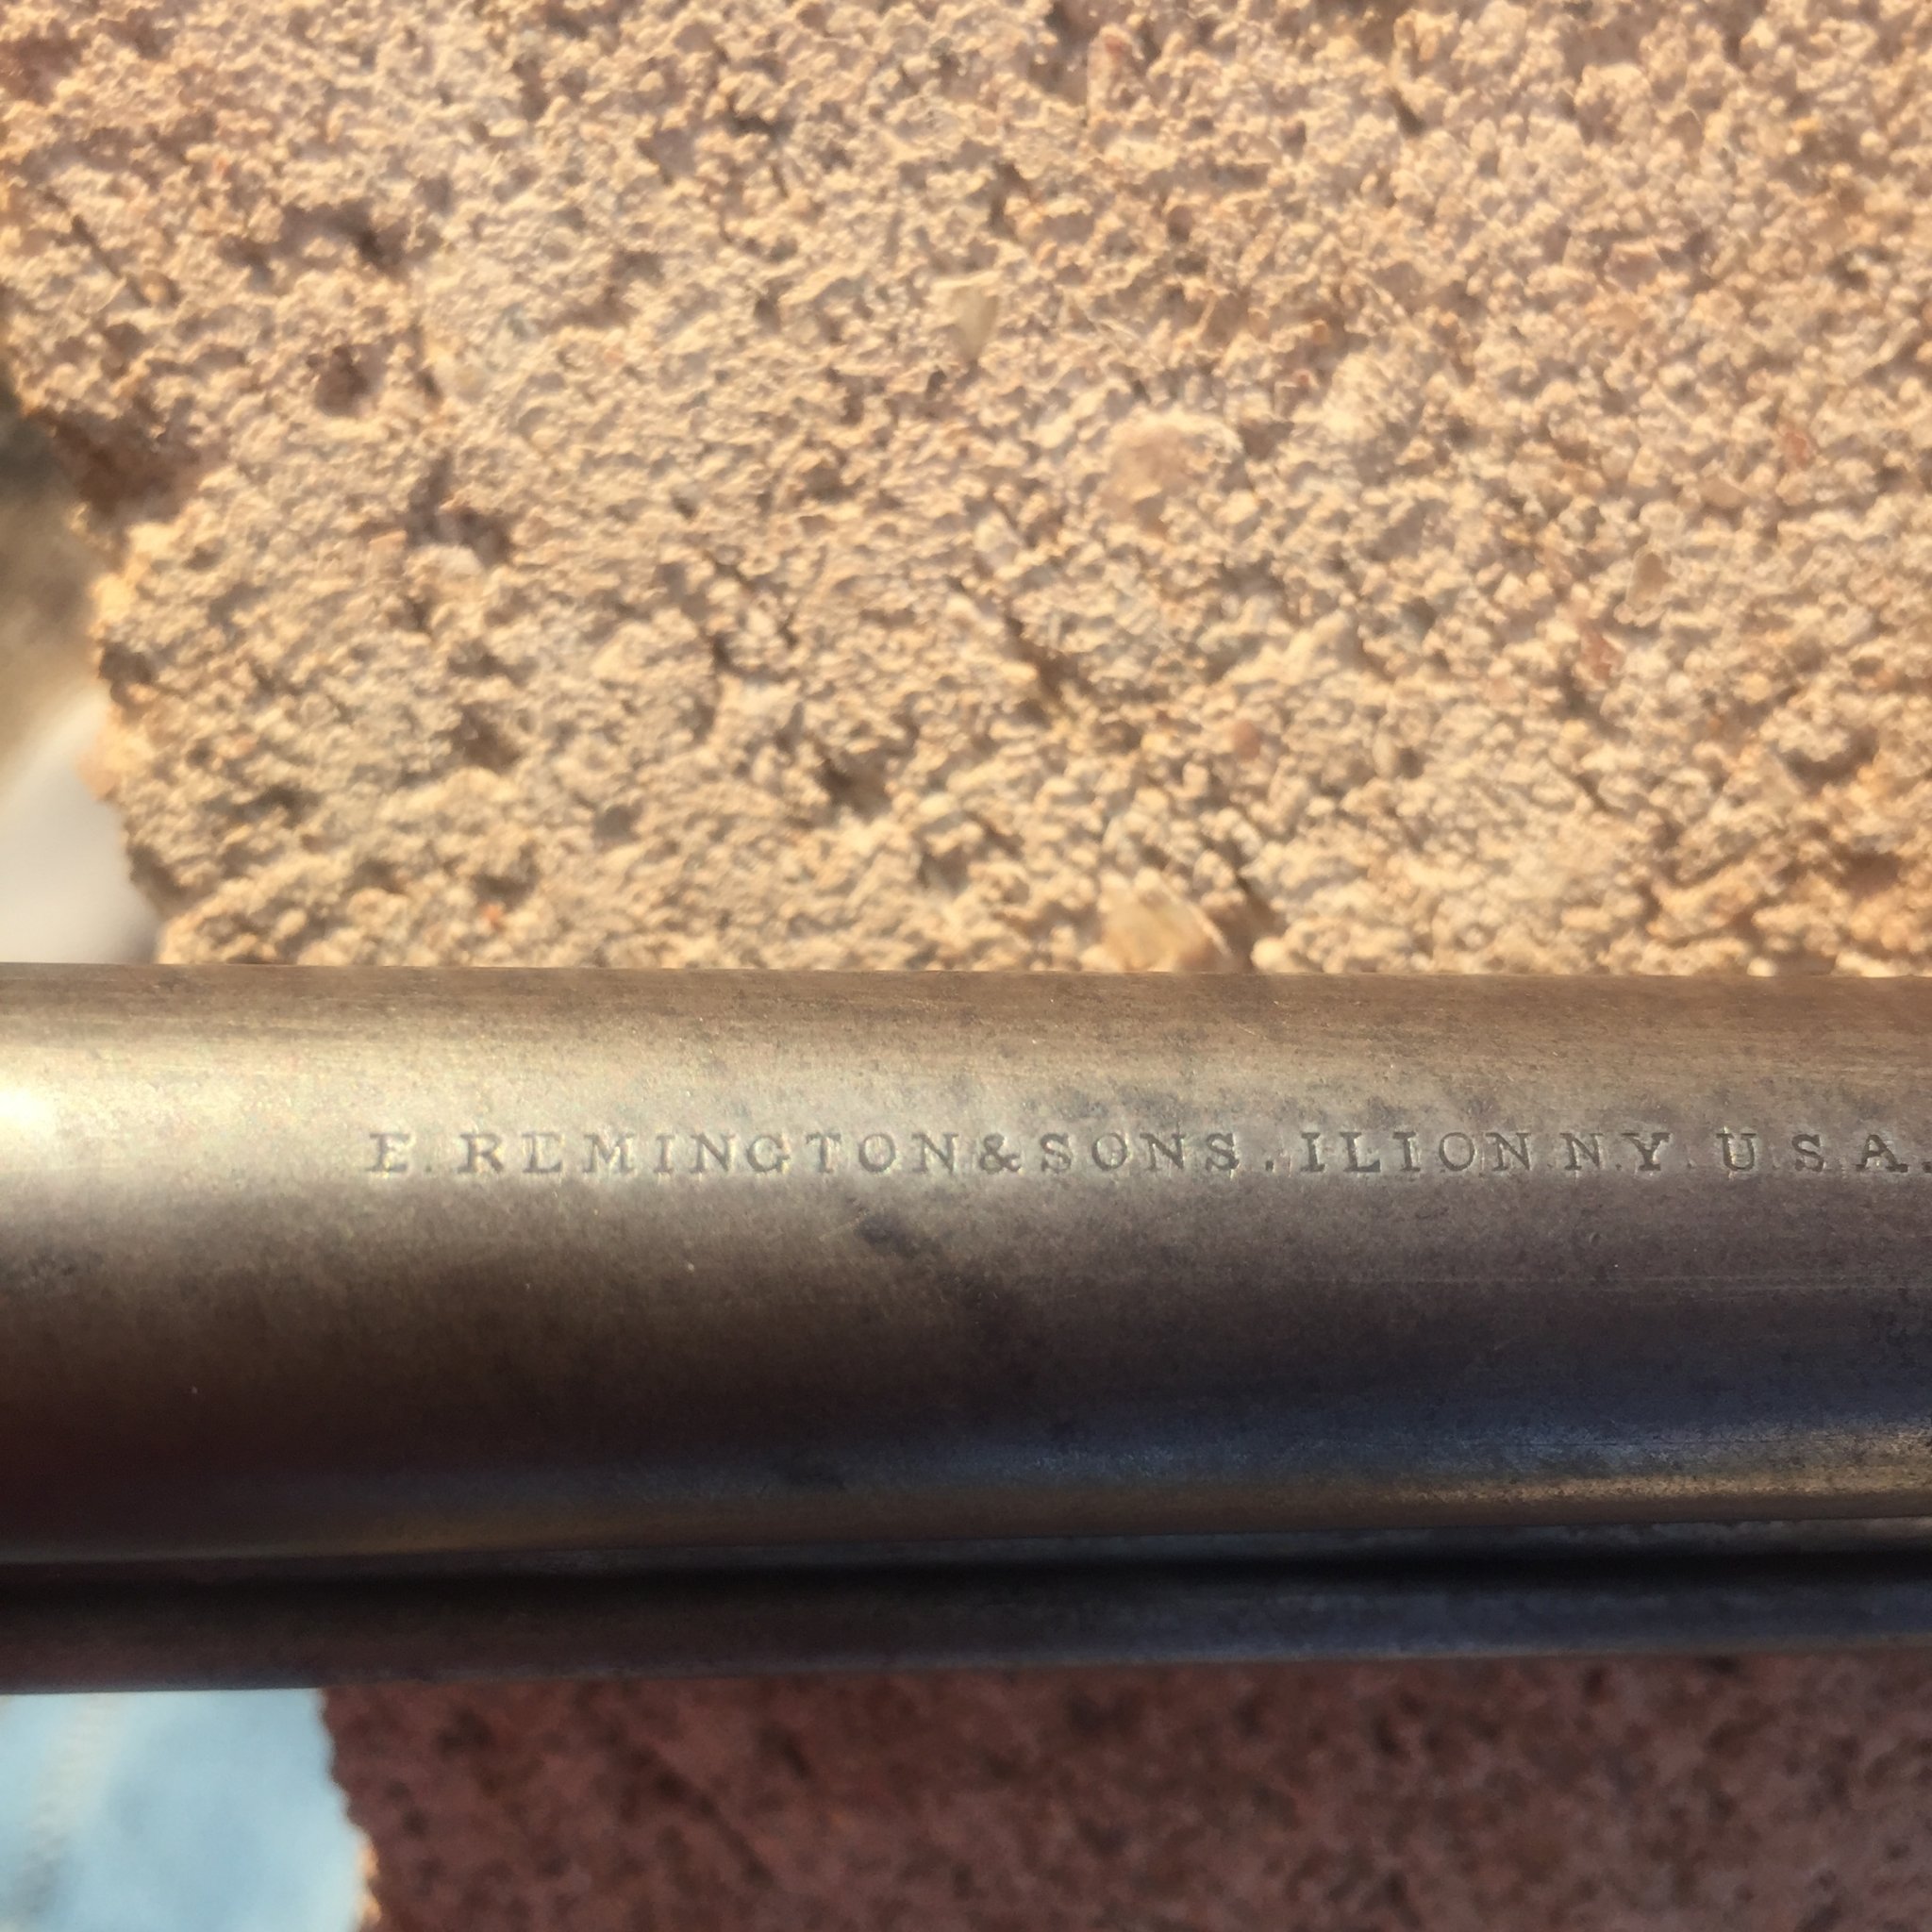 E. REMINGTON & SONS. ILION N.Y. U.S.A.